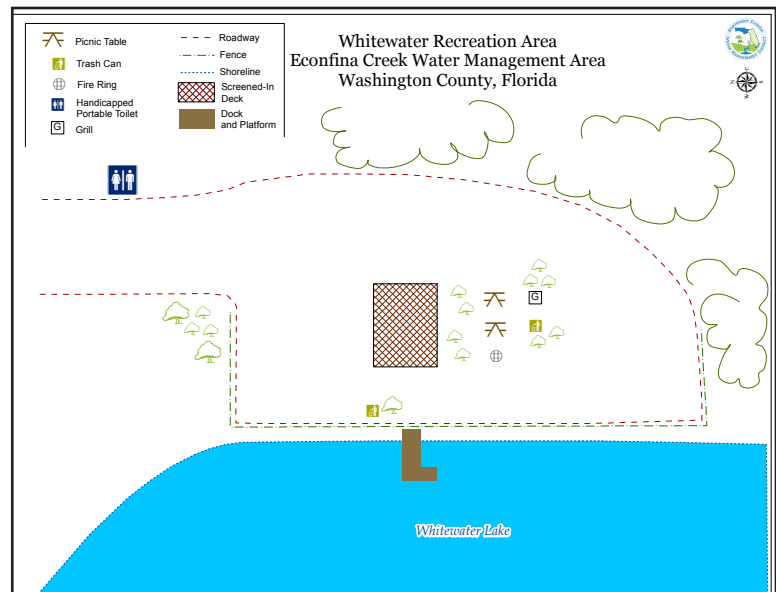 Whitewater Recreation Area
Econfina Creek Water Management Area
Washington County, Florida
Picnic Table
Trash Can
Fire Ring
Handicapped
Portable Toilet
G
Grill
Roadway
Fence
Shoreline
Screened-In
Deck
Dock
and Platform
G
Whitewater Lake